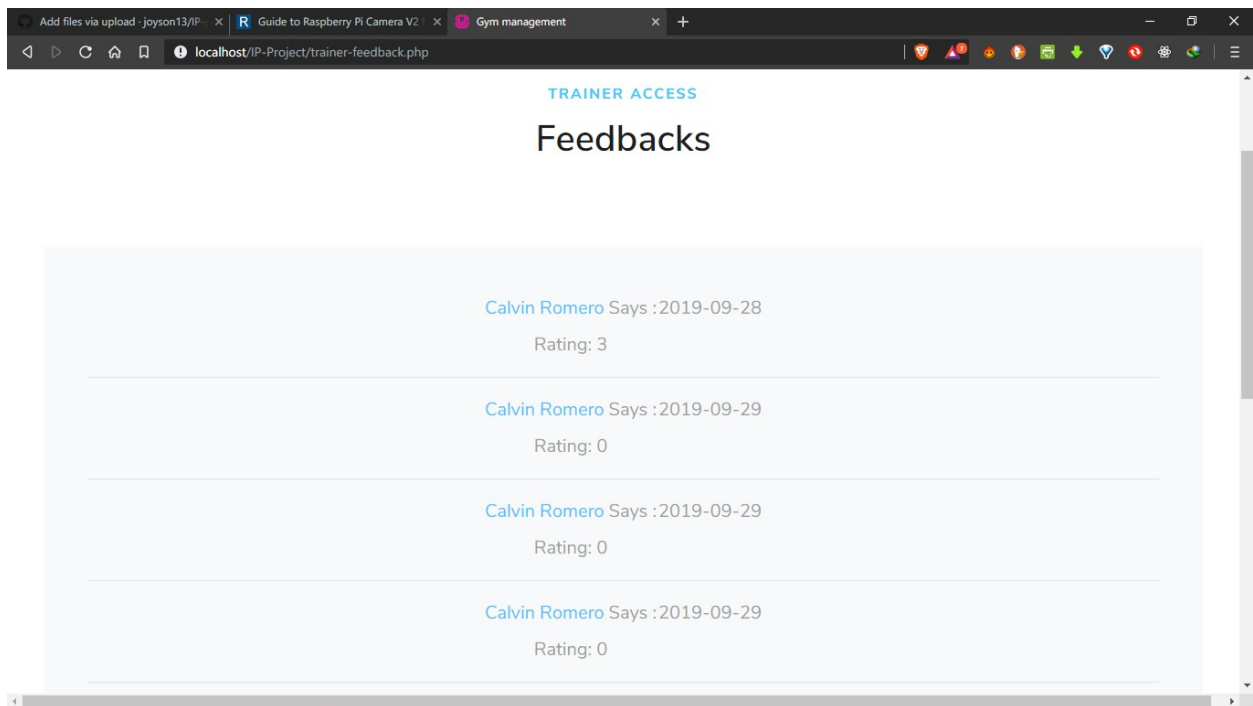 Add files via upload · joyson13/IP-
Guide to Raspberry Pi Camera V2
Gym management
localhost/IP-Project/trainer-feedback.php
TRAINER ACCESS
Feedbacks
Calvin Romero Says :2019-09-28
Rating: 3
Calvin Romero Says :2019-09-29
Rating: 0
Calvin Romero Says :2019-09-29
Rating: 0
Calvin Romero Says :2019-09-29
Rating: 0